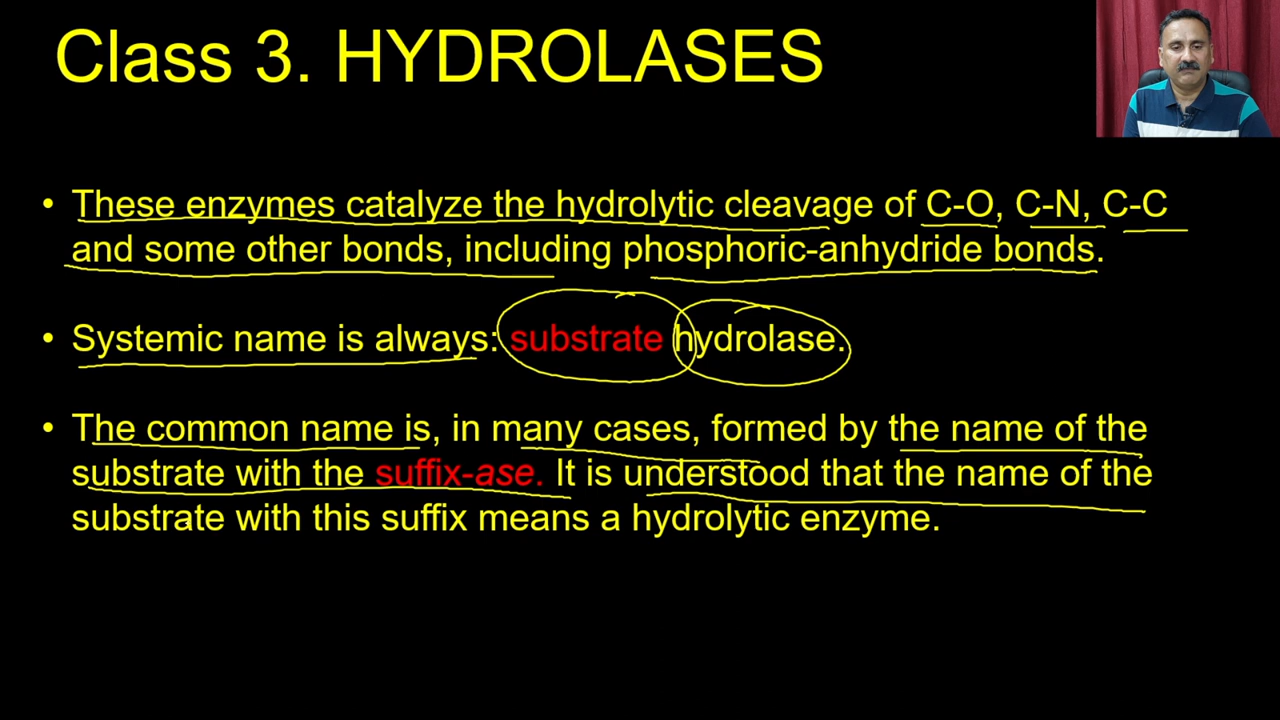 Class 3. HYDROLASES
• These enzymes catalyze the hydrolytic cleavage of C-O, C-N, C-C
and some other bonds, including phosphoric-anhydride bonds.
• Systemic name is always: substrate hydrolase.
• The common name is, in many cases, formed by the name of the
substrate with the suffix-ase. It is understood that the name of the
substrate with this suffix means a hydrolytic enzyme.